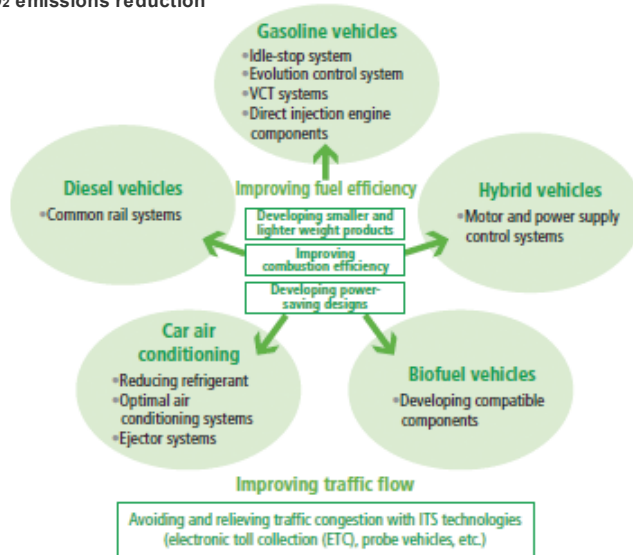 emissions reduction
Gasoline vehicles
•Idle-stop system
•Evolution control system
•VCT systems
•Direct injection engine
components
Diesel vehicles
•Common rail systems
Improving fuel efficiency
Developing smaller and
lighter weight products
Improving
combustion efficiency
Developing power-
saving designs
Hybrid vehicles
•Motor and power supply
control systems
Car air
conditioning
•Reducing refrigerant
•Optimal air
conditioning systems
•Ejector systems
Biofuel vehicles
•Developing compatible
components
Improving traffic flow
Avoiding and relieving traffic congestion with ITS technologies
(electronic toll collection (ETC), probe vehicles, etc.)